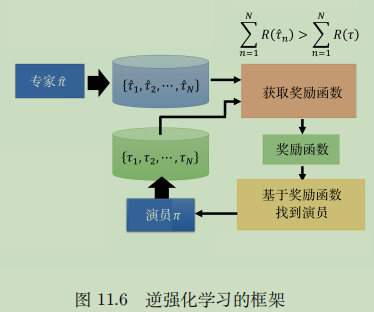 $\sum_{n=1}^{N} R(\hat{\tau}_n) > \sum_{n=1}^{N} R(\tau)$
专家 $\hat{\pi}$
$\{\hat{\tau}_1, \hat{\tau}_2, \cdots, \hat{\tau}_N\}$
获取奖励函数
$\{\tau_1, \tau_2, \cdots, \tau_N\}$
奖励函数
演员 $\pi$
基于奖励函数
找到演员
图 11.6 逆强化学习的框架